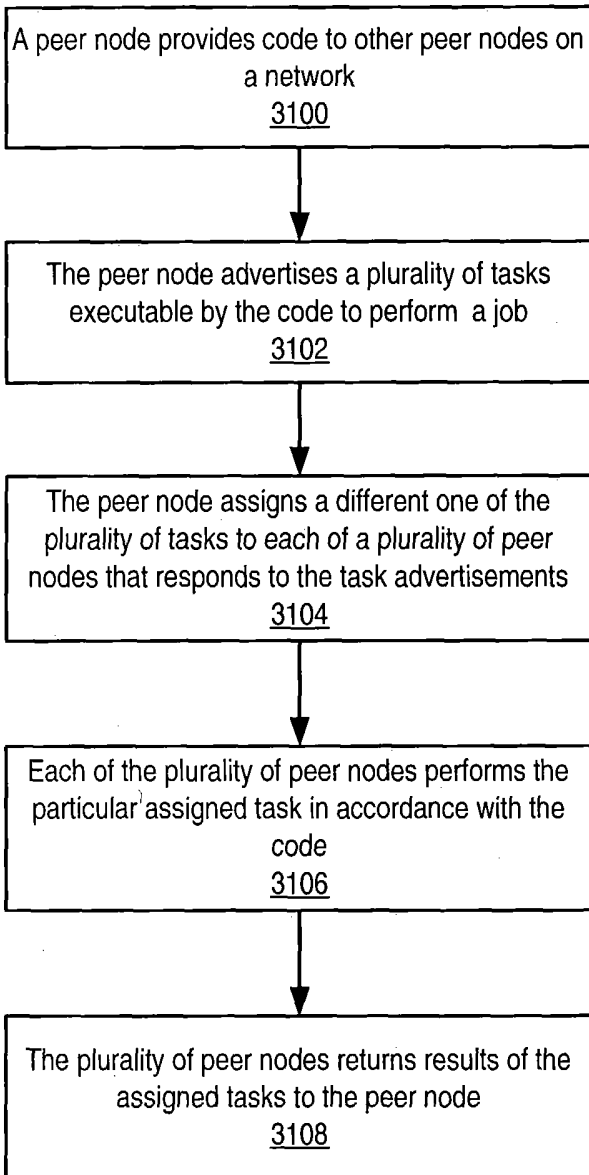 A peer node provides code to other peer nodes on
a network
3100
The peer node advertises a plurality of tasks
executable by the code to perform a job
3102
The peer node assigns a different one of the
plurality of tasks to each of a plurality of peer
nodes that responds to the task advertisements
3104
Each of the plurality of peer nodes performs the
particular assigned task in accordance with the
code
3106
The plurality of peer nodes returns results of the
assigned tasks to the peer node
3108